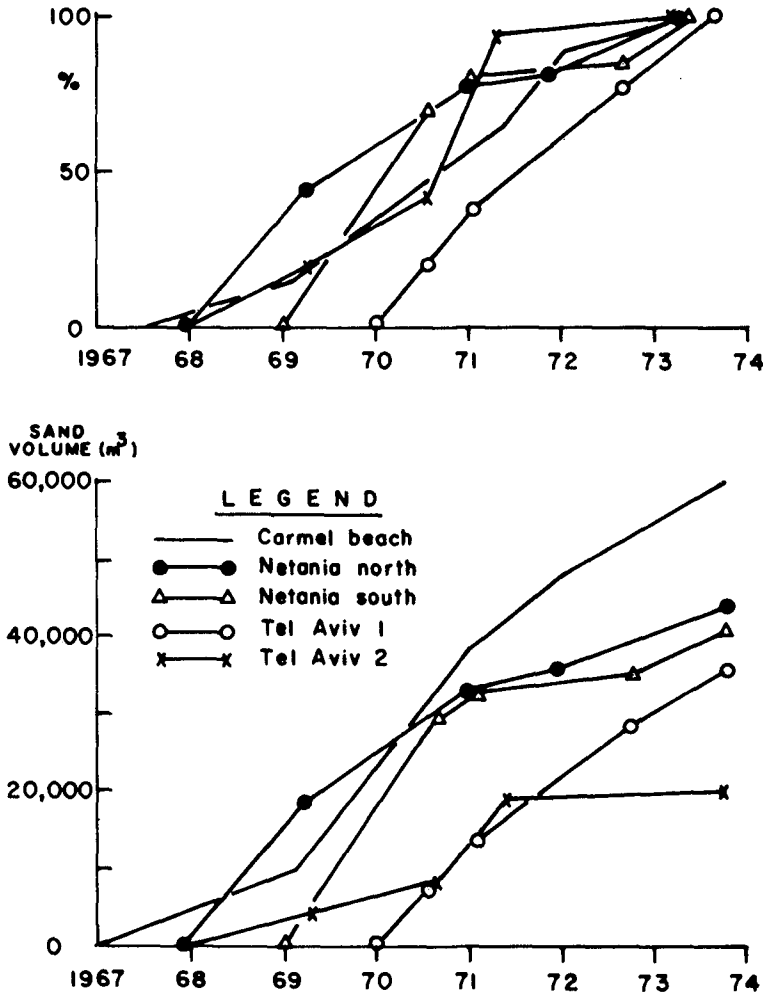 100
%
50
0
1967 68 69 70 71 72 73 74
SAND
VOLUME (m³)
60,000
LEGEND
Carmel beach
Netania north
Netania south
40,000
Tel Aviv 1
Tel Aviv 2
20,000
0
1967 68 69 70 71 72 73 74